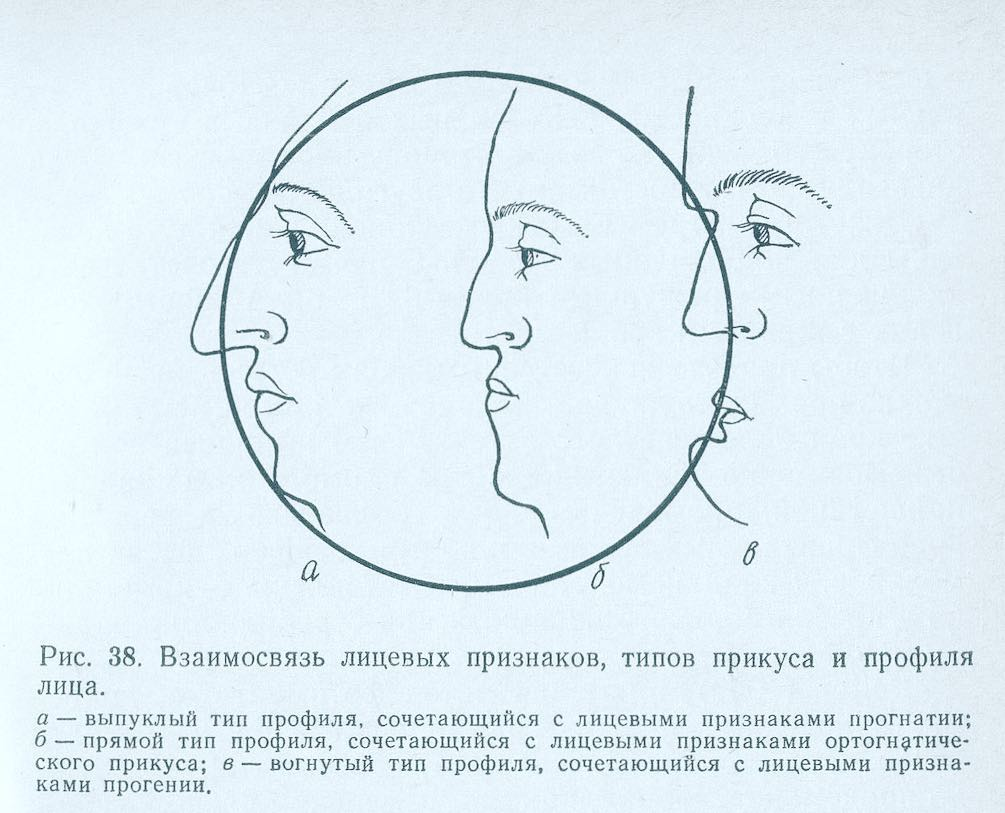 а
б
в
Рис. 38. Взаимосвязь лицевых признаков, типов прикуса и профиля
лица.
а — выпуклый тип профиля, сочетающийся с лицевыми признаками прогнатии;
б — прямой тип профиля, сочетающийся с лицевыми признаками ортогнатиче-
ского прикуса; в — вогнутый тип профиля, сочетающийся с лицевыми призна-
ками прогении.